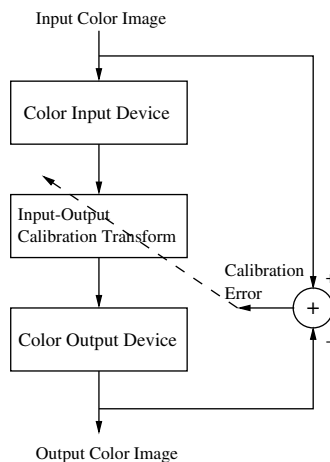 Input Color Image
Color Input Device
Input-Output
Calibration Transform
Calibration
Error
+
+
−
Color Output Device
Output Color Image